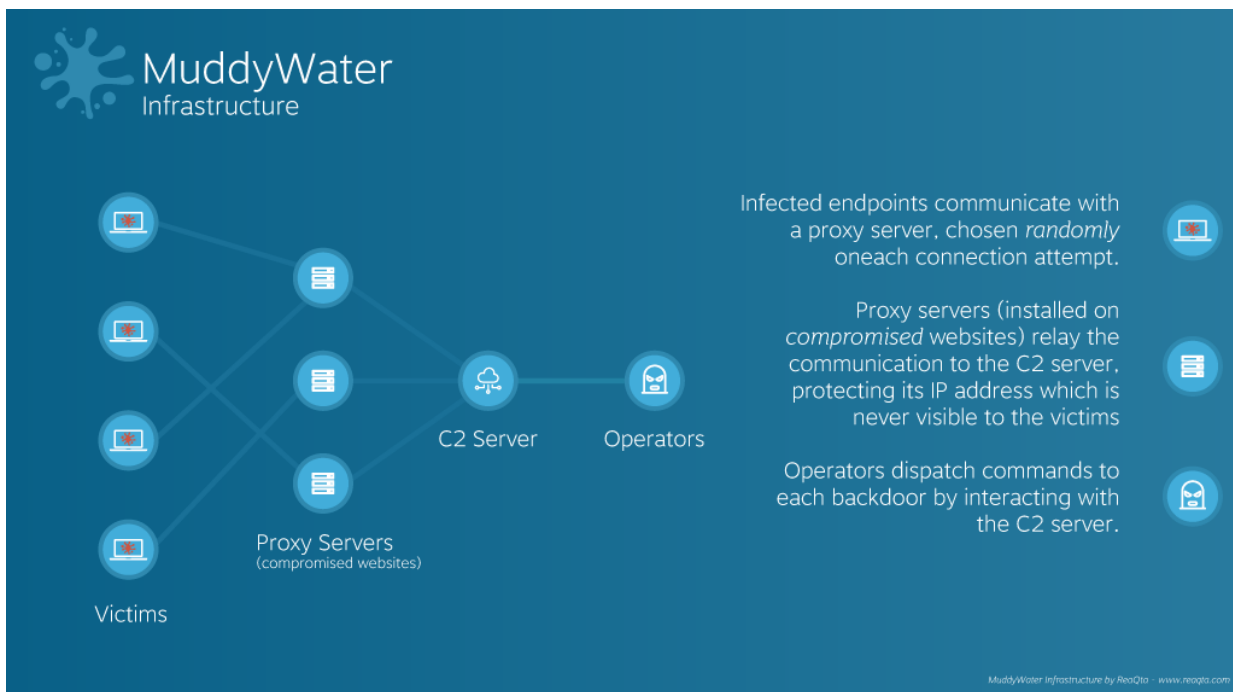 MuddyWater
Infrastructure
Infected endpoints communicate with
a proxy server, chosen randomly
oneach connection attempt.
Proxy servers (installed on
compromised websites) relay the
communication to the C2 server,
protecting its IP address which is
never visible to the victims
Operators dispatch commands to
each backdoor by interacting with
the C2 server.
C2 Server
Operators
Proxy Servers
(compromised websites)
Victims
MuddyWater Infrastructure by ReaQta - www.reaqta.com